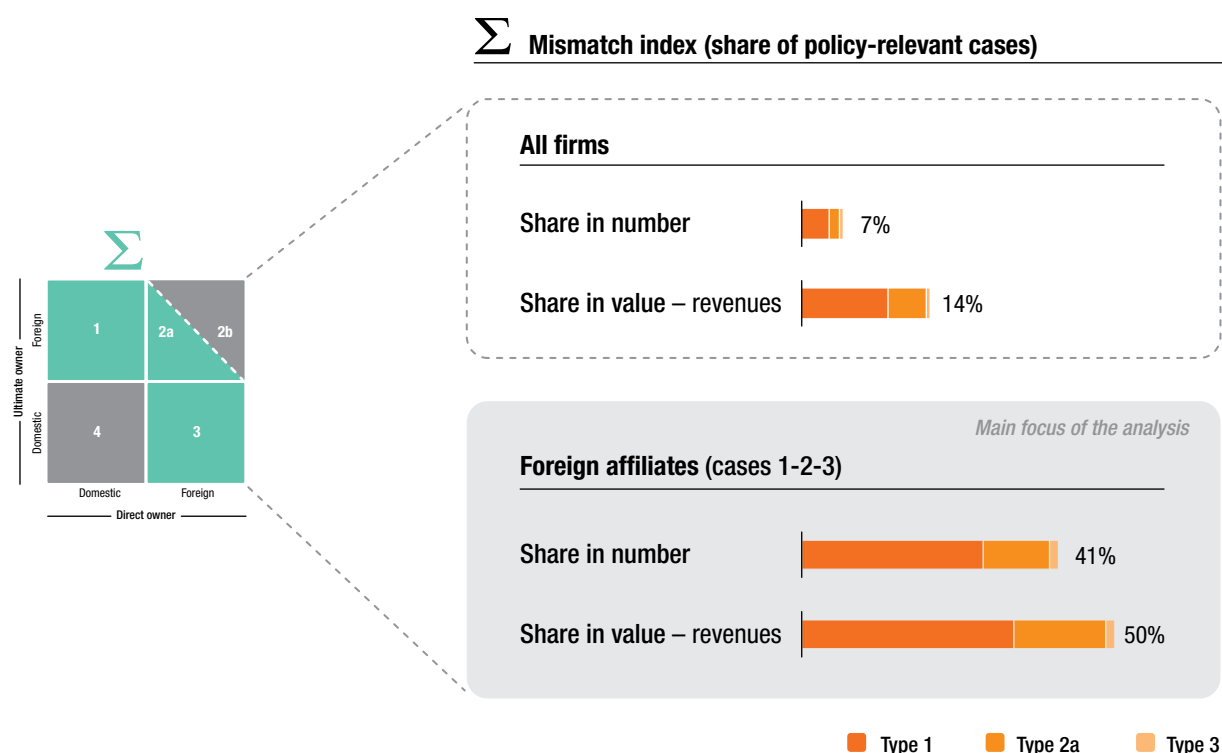 Σ Mismatch index (share of policy-relevant cases)
All firms
Share in number
7%
Share in value – revenues
14%
Σ
Ultimate owner
Foreign
Domestic
1
2a
2b
4
3
Domestic
Foreign
Direct owner
Main focus of the analysis
Foreign affiliates (cases 1-2-3)
Share in number
41%
Share in value – revenues
50%
Type 1
Type 2a
Type 3